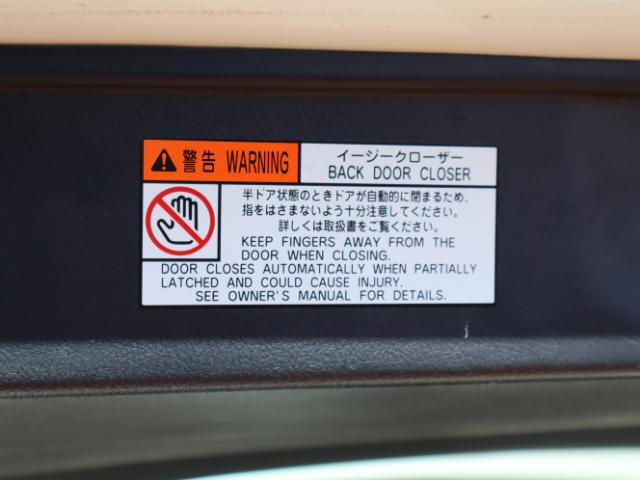 警告 WARNING
イージークローザー
BACK DOOR CLOSER
半ドア状態のときドアが自動的に閉まるため、
指をはさまないよう十分注意してください。
詳しくは取扱書をご覧ください。
KEEP FINGERS AWAY FROM THE
DOOR WHEN CLOSING.
DOOR CLOSES AUTOMATICALLY WHEN PARTIALLY
LATCHED AND COULD CAUSE INJURY.
SEE OWNER'S MANUAL FOR DETAILS.